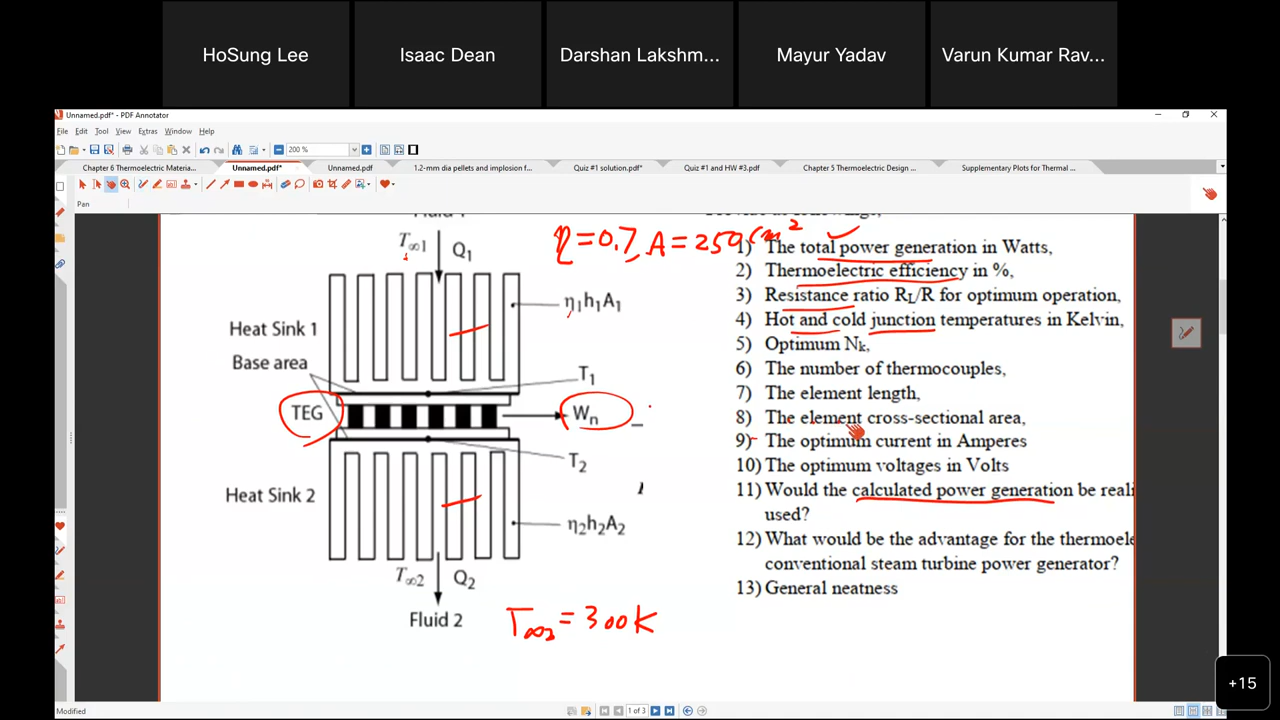 HoSung Lee
Isaac Dean
Darshan Lakshm...
Mayur Yadav
Varun Kumar Rav...
Unnamed.pdf* - PDF Annotator
File Edit Tool View Extras Window Help
200 %
Chapter 6 Thermoelectric Materia...
Unnamed.pdf*
Unnamed.pdf
1.2-mm dia pellets and implosion f...
Quiz #1 solution.pdf*
Quiz #1 and HW #3.pdf
Chapter 5 Thermoelectric Design ...
Supplementary Plots for Thermal ...
Pan
η = 0.7, A = 250 cm²
T∞1 Q1
η1h1A1
Heat Sink 1
Base area
T1
TEG
Wn
T2
Heat Sink 2
η2h2A2
T∞2 Q2
Fluid 2
T∞2 = 300K
1) The total power generation in Watts,
2) Thermoelectric efficiency in %,
3) Resistance ratio RL/R for optimum operation,
4) Hot and cold junction temperatures in Kelvin,
5) Optimum Nk,
6) The number of thermocouples,
7) The element length,
8) The element cross-sectional area,
9) The optimum current in Amperes
10) The optimum voltages in Volts
11) Would the calculated power generation be real
used?
12) What would be the advantage for the thermoele
conventional steam turbine power generator?
13) General neatness
Modified
1 of 3
+15